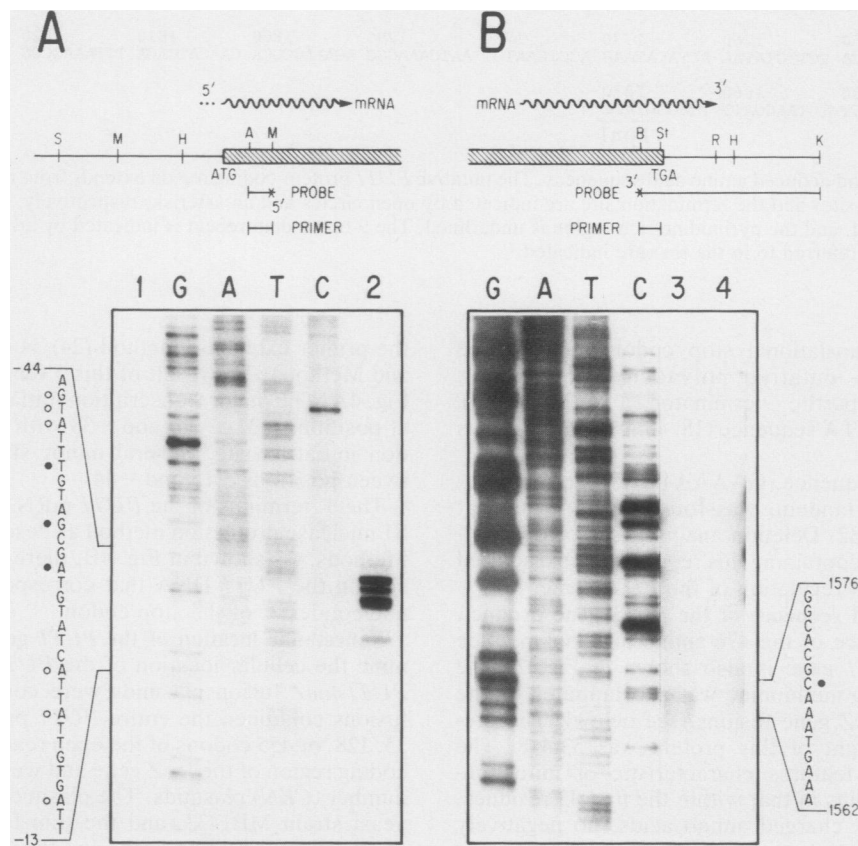 A
B
5'
mRNA
mRNA
3'
S M H A M
B St R H K
ATG
TGA
PROBE
3' PROBE
5'
PRIMER
PRIMER
1 G A T C 2
G A T C 3 4
-44
-13
1576
GGCACGCAAATGAAA
1562